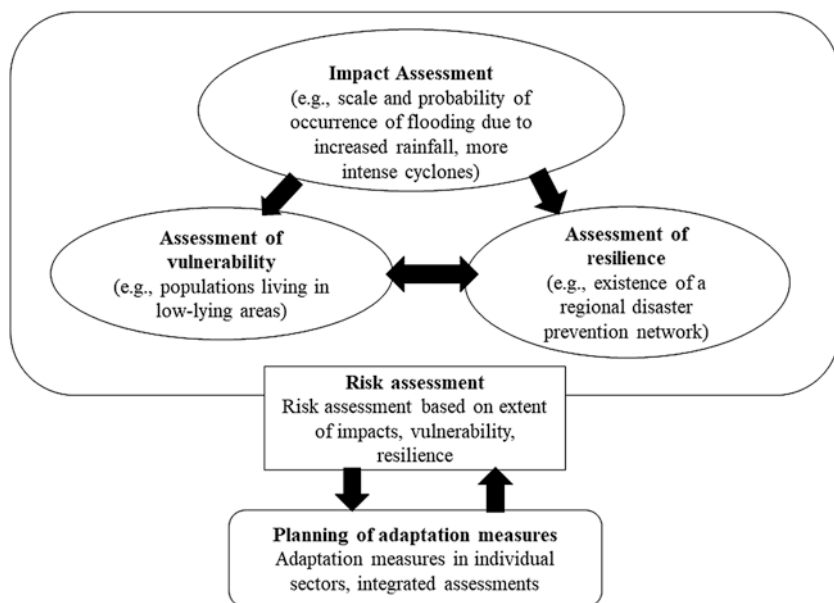 Impact Assessment
(e.g., scale and probability of
occurrence of flooding due to
increased rainfall, more
intense cyclones)
Assessment of
vulnerability
(e.g., populations living in
low-lying areas)
Assessment of
resilience
(e.g., existence of a
regional disaster
prevention network)
Risk assessment
Risk assessment based on extent
of impacts, vulnerability,
resilience
Planning of adaptation measures
Adaptation measures in individual
sectors, integrated assessments